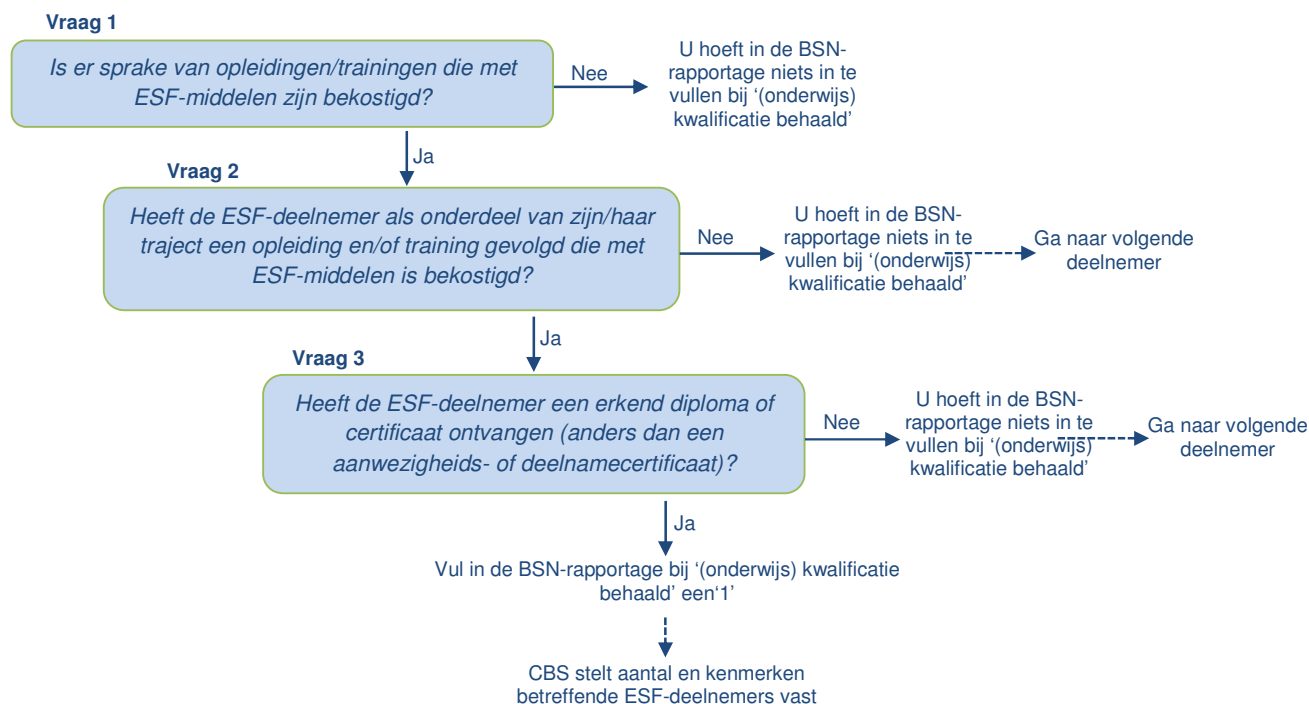 Vraag 1
Is er sprake van opleidingen/trainingen die met
ESF-middelen zijn bekostigd?
Nee
U hoeft in de BSN-
rapportage niets in te
vullen bij ‘(onderwijs)
kwalificatie behaald’
Ja
Vraag 2
Heeft de ESF-deelnemer als onderdeel van zijn/haar
traject een opleiding en/of training gevolgd die met
ESF-middelen is bekostigd?
Nee
U hoeft in de BSN-
rapportage niets in te
vullen bij ‘(onderwijs)
kwalificatie behaald’
Ga naar volgende
deelnemer
Ja
Vraag 3
Heeft de ESF-deelnemer een erkend diploma of
certificaat ontvangen (anders dan een
aanwezigheids- of deelnamecertificaat)?
Nee
U hoeft in de BSN-
rapportage niets in te
vullen bij ‘(onderwijs)
kwalificatie behaald’
Ga naar volgende
deelnemer
Ja
Vul in de BSN-rapportage bij ‘(onderwijs) kwalificatie
behaald’ een‘1’
CBS stelt aantal en kenmerken
betreffende ESF-deelnemers vast